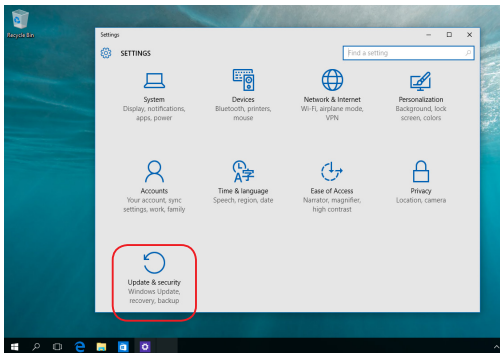 Recycle Bin
Settings
SETTINGS
Find a setting
System
Display, notifications,
apps, power
Devices
Bluetooth, printers,
mouse
Network & Internet
Wi-Fi, airplane mode,
VPN
Personalization
Background, lock
screen, colors
Accounts
Your account, sync
settings, work, family
Time & language
Speech, region, date
Ease of Access
Narrator, magnifier,
high contrast
Privacy
Location, camera
Update & security
Windows Update,
recovery, backup